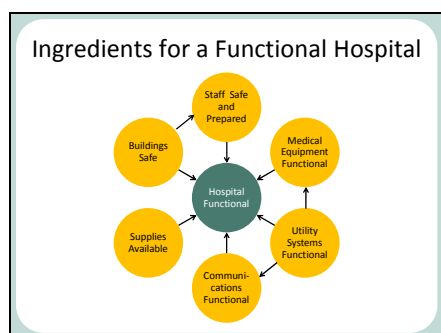 Ingredients for a Functional Hospital
Staff Safe
and
Prepared
Buildings
Safe
Medical
Equipment
Functional
Hospital
Functional
Supplies
Available
Utility
Systems
Functional
Communi-
cations
Functional